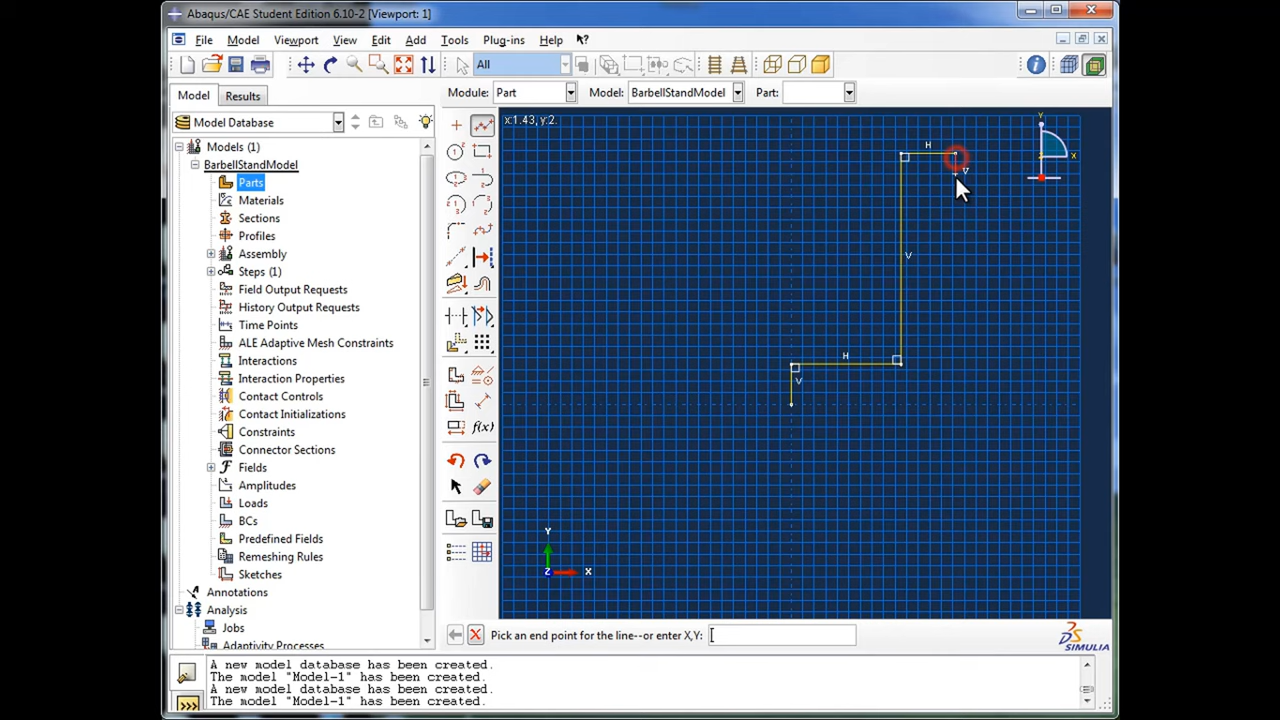 Abaqus/CAE Student Edition 6.10-2 [Viewport: 1]
File Model Viewport View Edit Add Tools Plug-ins Help ?
All
Model Results
Module: Part Model: BarbellStandModel Part:
Model Database
x:1.43, y:2.
Models (1)
BarbellStandModel
Parts
Materials
Sections
Profiles
Assembly
Steps (1)
Field Output Requests
History Output Requests
Time Points
ALE Adaptive Mesh Constraints
Interactions
Interaction Properties
Contact Controls
Contact Initializations
Constraints
Connector Sections
Fields
Amplitudes
Loads
BCs
Predefined Fields
Remeshing Rules
Sketches
Annotations
Analysis
Jobs
Adaptivity Processes
f(x)
Y
X
H
V
V
H
V
Y
Z X
Pick an end point for the line--or enter X,Y:
SIMULIA
A new model database has been created.
The model "Model-1" has been created.
A new model database has been created.
The model "Model-1" has been created.
>>>